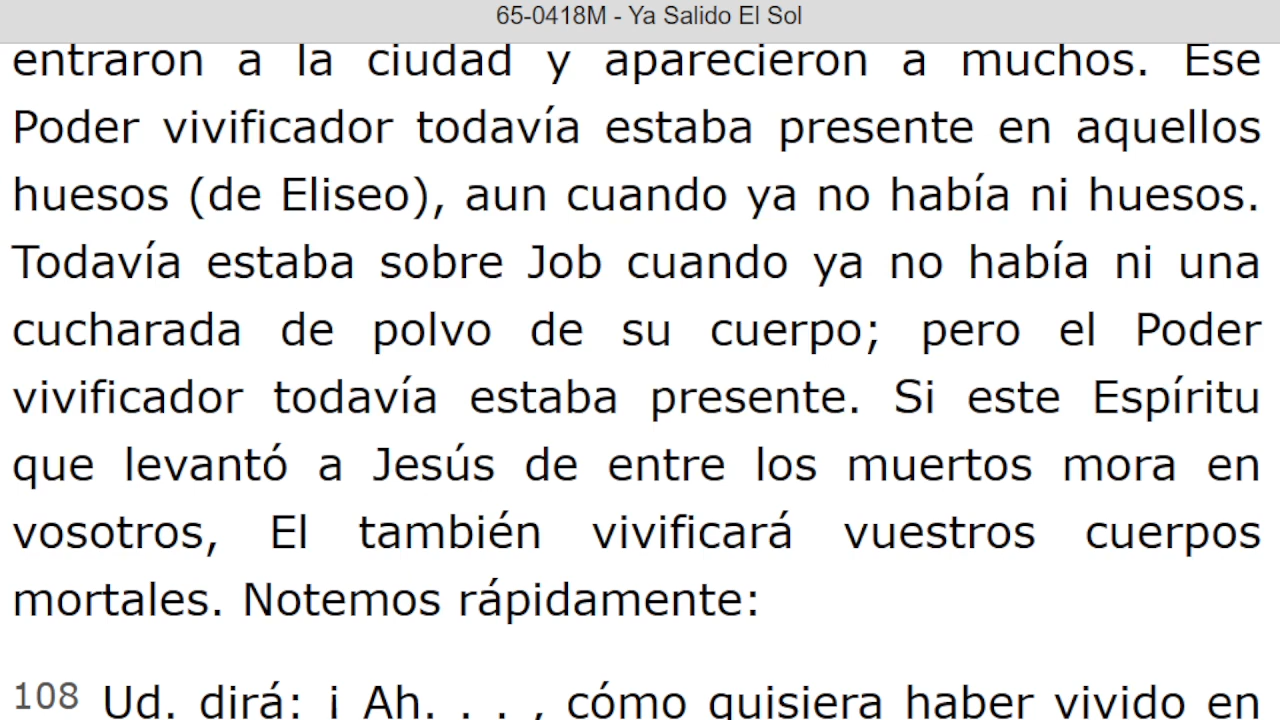 65-0418M - Ya Salido El Sol
entraron a la ciudad y aparecieron a muchos. Ese
Poder vivificador todavía estaba presente en aquellos
huesos (de Eliseo), aun cuando ya no había ni huesos.
Todavía estaba sobre Job cuando ya no había ni una
cucharada de polvo de su cuerpo; pero el Poder
vivificador todavía estaba presente. Si este Espíritu
que levantó a Jesús de entre los muertos mora en
vosotros, El también vivificará vuestros cuerpos
mortales. Notemos rápidamente:
108 Ud. dirá: ¡ Ah. . . , cómo quisiera haber vivido en